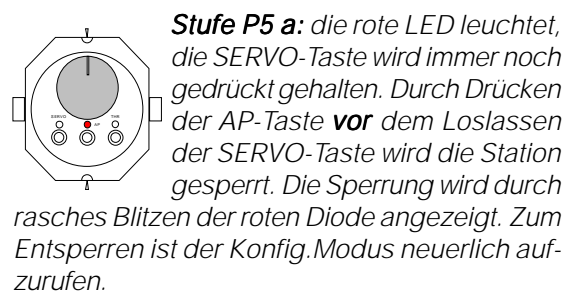 Stufe P5 a: die rote LED leuchtet,
die SERVO-Taste wird immer noch
gedrückt gehalten. Durch Drücken
der AP-Taste vor dem Loslassen
der SERVO-Taste wird die Station
gesperrt. Die Sperrung wird durch
rasches Blitzen der roten Diode angezeigt. Zum
Entsperren ist der Konfig.Modus neuerlich auf-
zurufen.
SERVO A/P THR